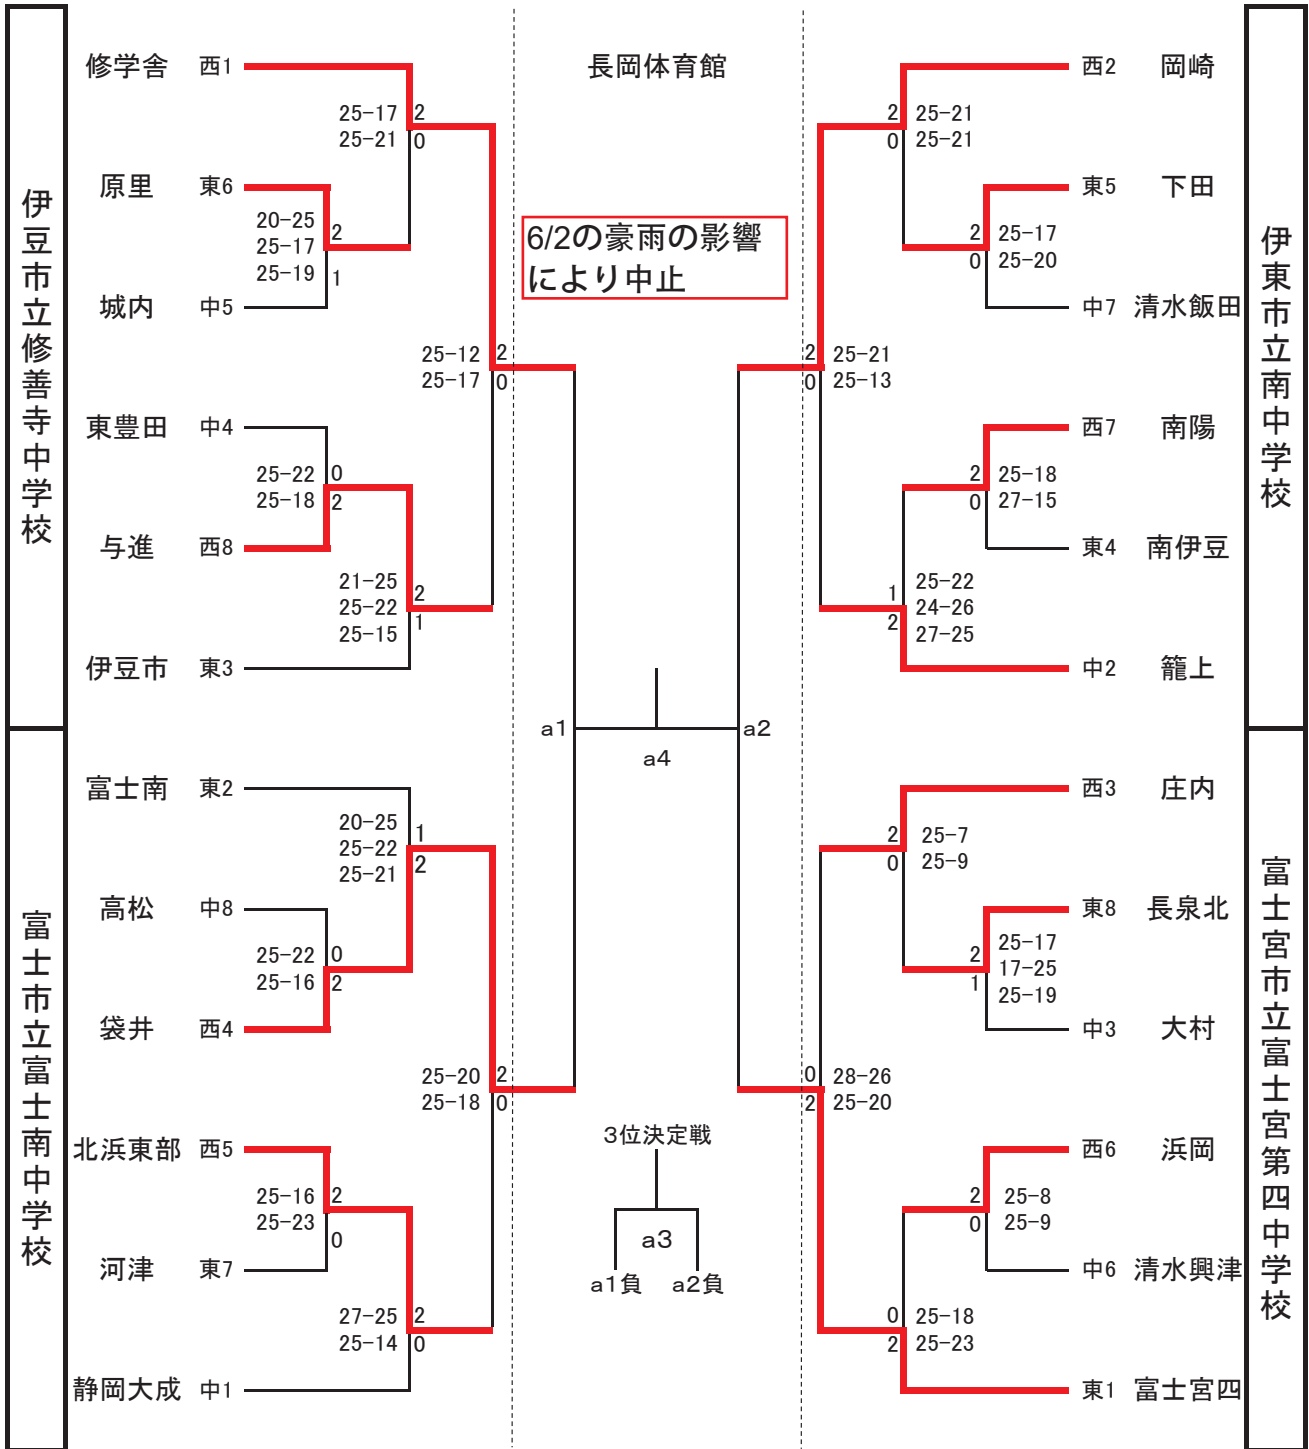 伊豆市立修善寺中学校
富士市立富士南中学校
修学舎 西1
25-17 2
25-21 0
原里 東6
20-25
25-17 2
25-19 1
城内 中5
25-12 2
25-17 0
東豊田 中4
25-22 0
25-18 2
与進 西8
21-25 2
25-22
25-15 1
伊豆市 東3
富士南 東2
20-25 1
25-22
25-21 2
高松 中8
25-22 0
25-16 2
袋井 西4
25-20 2
25-18 0
北浜東部 西5
25-16 2
25-23 0
河津 東7
27-25 2
25-14 0
静岡大成 中1
長岡体育館
6/2の豪雨の影響
により中止
a1
a2
a4
3位決定戦
a3
a1負 a2負
西2 岡崎
2 25-21
0 25-21
東5 下田
2 25-17
0 25-20
中7 清水飯田
2 25-21
0 25-13
西7 南陽
2 25-18
0 27-15
東4 南伊豆
1 25-22
24-26
2 27-25
中2 籠上
西3 庄内
2 25-7
0 25-9
東8 長泉北
2 25-17
17-25
1 25-19
中3 大村
0 28-26
2 25-20
西6 浜岡
2 25-8
0 25-9
中6 清水興津
0 25-18
2 25-23
東1 富士宮四
伊東市立南中学校
富士宮市立富士宮第四中学校